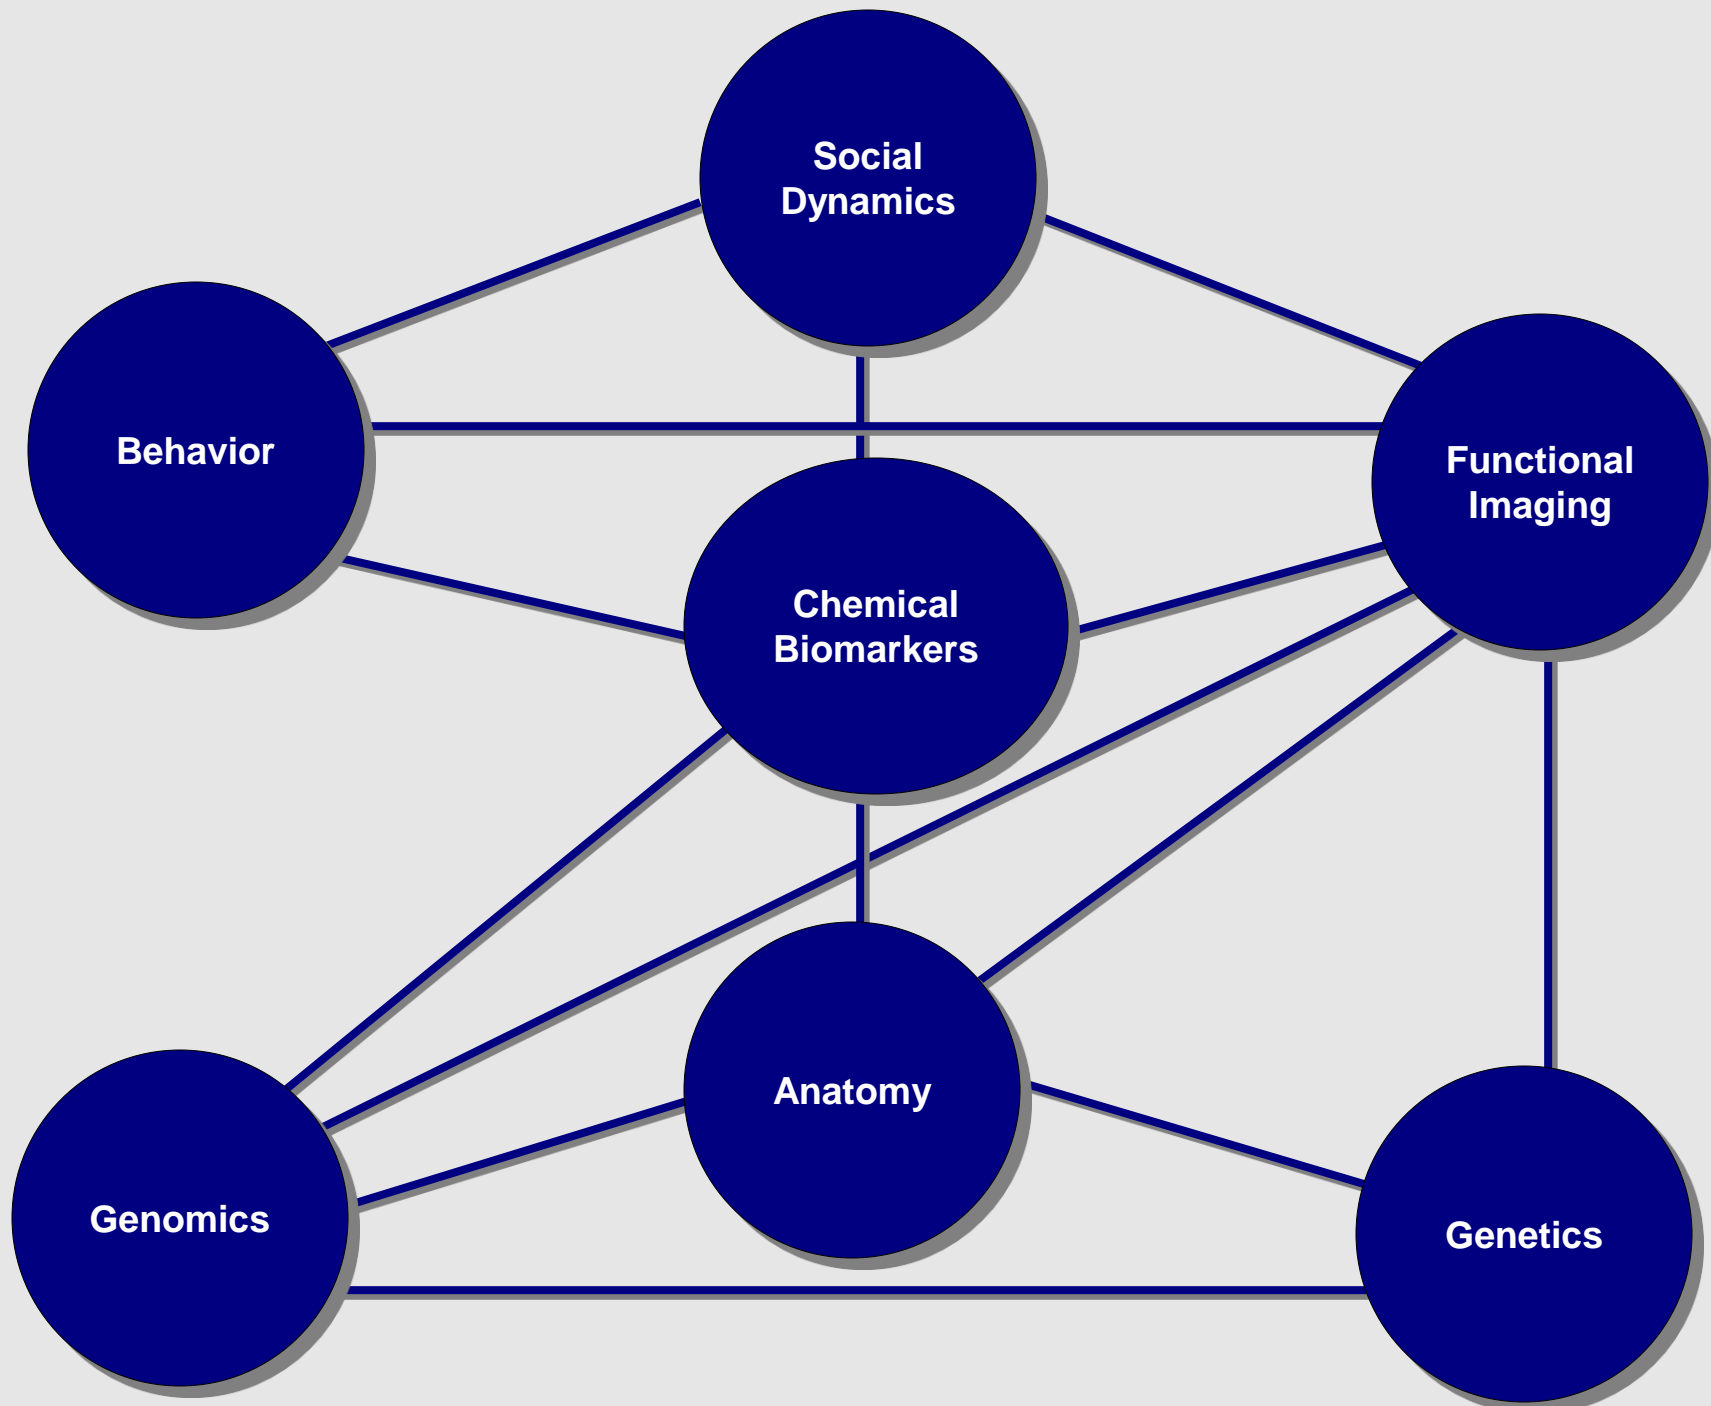 Social
Dynamics
Behavior
Functional
Imaging
Chemical
Biomarkers
Anatomy
Genomics
Genetics